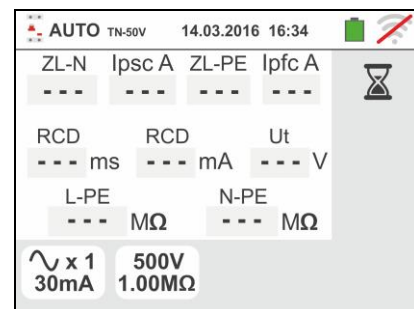 AUTO TN-50V 14.03.2016 16:34
ZL-N Ipsc A ZL-PE Ipfc A
- - - - - - - - - - - -
RCD RCD Ut
- - - ms - - - mA - - - V
L-PE N-PE
- - - MΩ - - - MΩ
x 1 500V
30mA 1.00MΩ